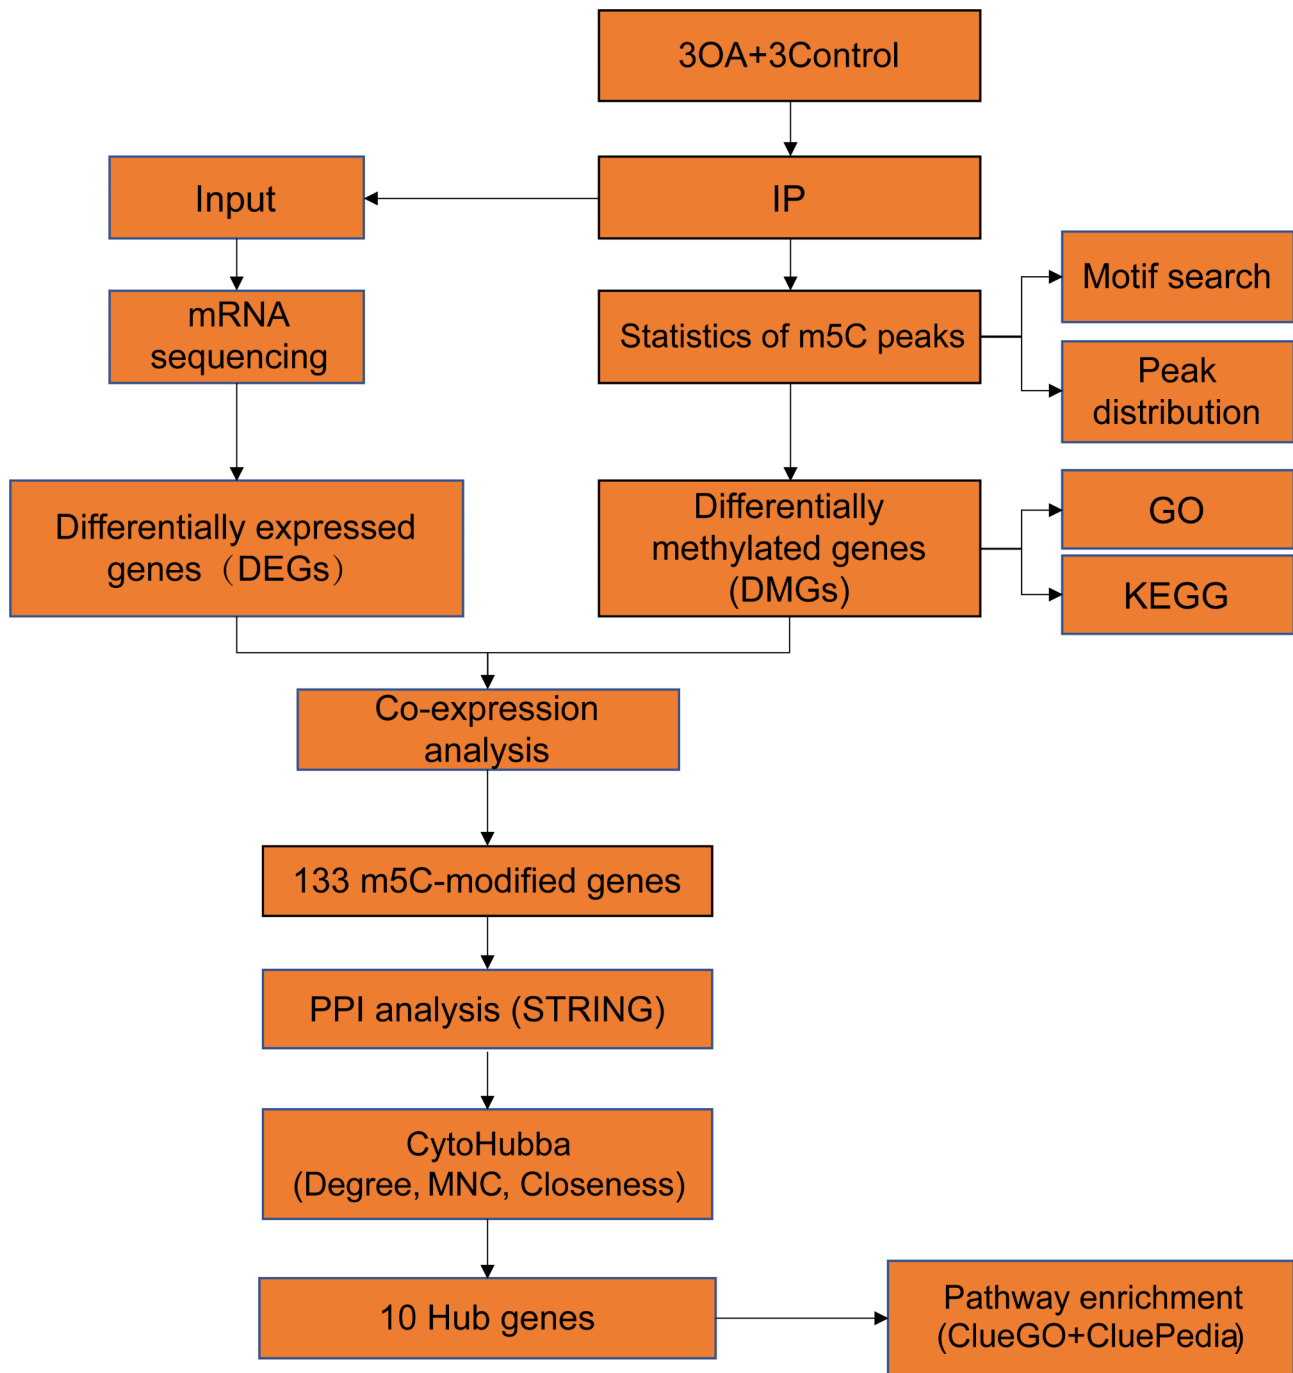 3OA+3Control
Input
IP
Motif search
mRNA
sequencing
Statistics of m5C peaks
Peak
distribution
Differentially expressed
genes（DEGs）
Differentially
methylated genes
(DMGs)
GO
KEGG
Co-expression
analysis
133 m5C-modified genes
PPI analysis (STRING)
CytoHubba
(Degree, MNC, Closeness)
10 Hub genes
Pathway enrichment
(ClueGO+CluePedia)